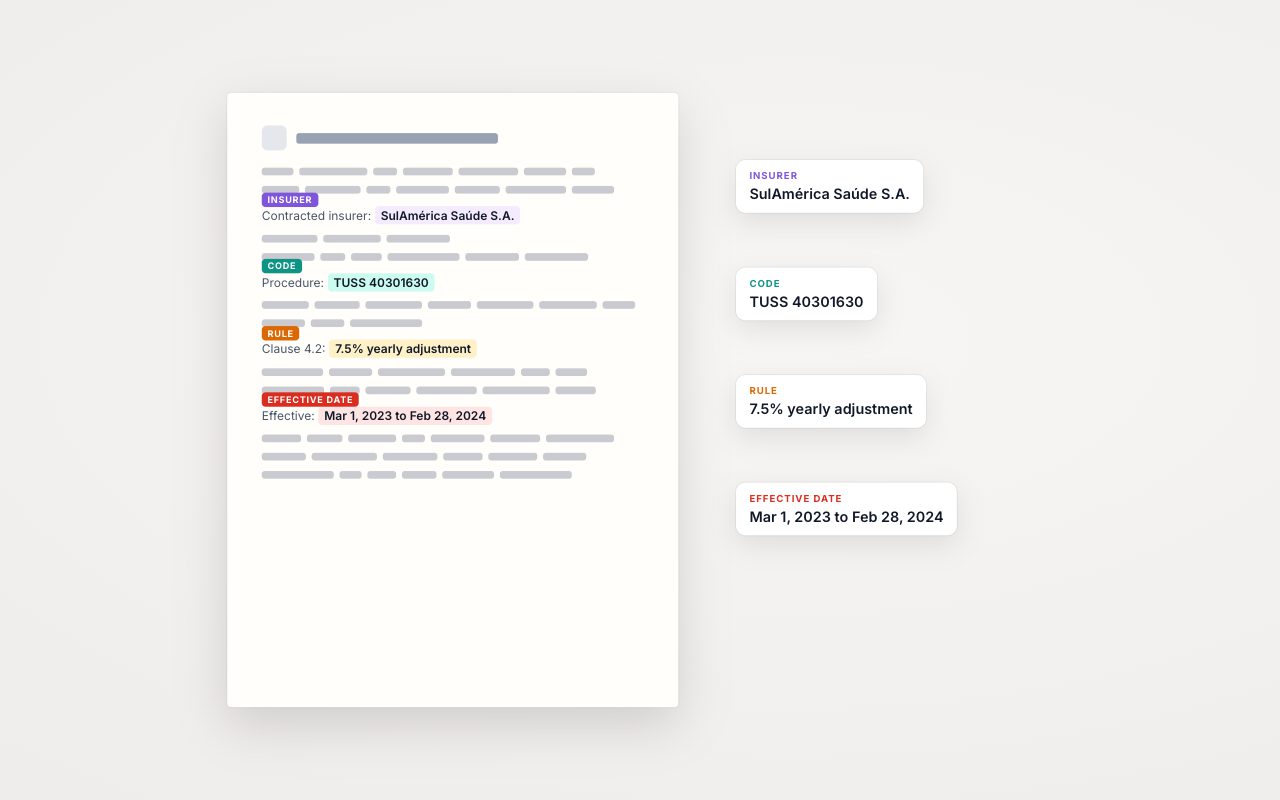 INSURER
Contracted insurer: SulAmérica Saúde S.A.
CODE
Procedure: TUSS 40301630
RULE
Clause 4.2: 7.5% yearly adjustment
EFFECTIVE DATE
Effective: Mar 1, 2023 to Feb 28, 2024
INSURER
SulAmérica Saúde S.A.
CODE
TUSS 40301630
RULE
7.5% yearly adjustment
EFFECTIVE DATE
Mar 1, 2023 to Feb 28, 2024